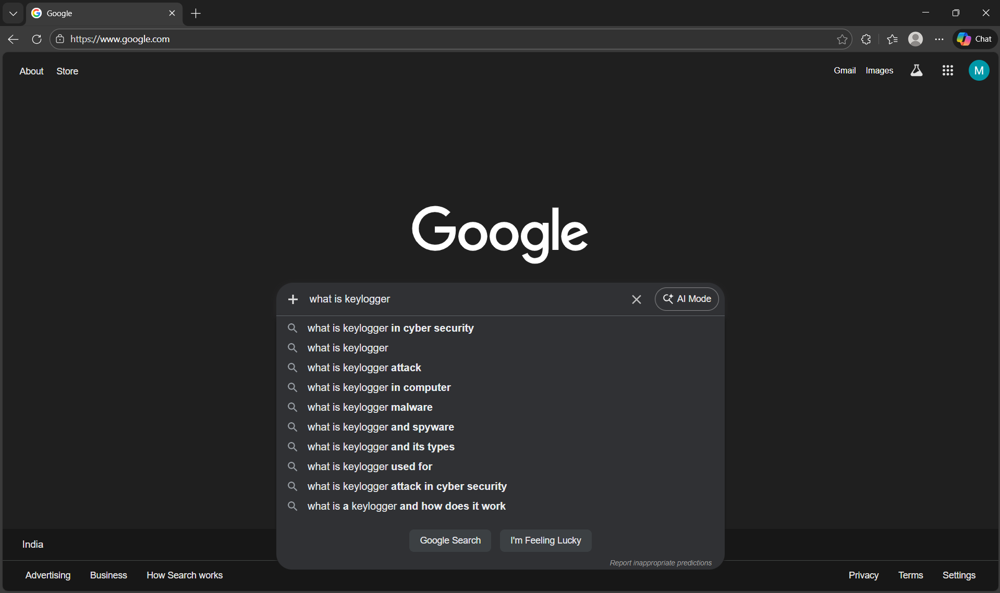 Google
https://www.google.com
Chat
About Store
Gmail Images
M
Google
what is keylogger
AI Mode
what is keylogger in cyber security
what is keylogger
what is keylogger attack
what is keylogger in computer
what is keylogger malware
what is keylogger and spyware
what is keylogger and its types
what is keylogger used for
what is keylogger attack in cyber security
what is a keylogger and how does it work
Google Search I'm Feeling Lucky
Report inappropriate predictions
India
Advertising Business How Search works
Privacy Terms Settings